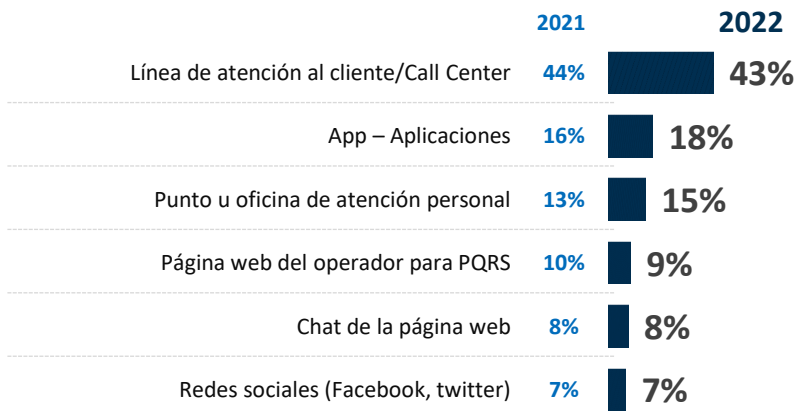 2021 2022
Línea de atención al cliente/Call Center 44% 43%
App – Aplicaciones 16% 18%
Punto u oficina de atención personal 13% 15%
Página web del operador para PQRS 10% 9%
Chat de la página web 8% 8%
Redes sociales (Facebook, twitter) 7% 7%